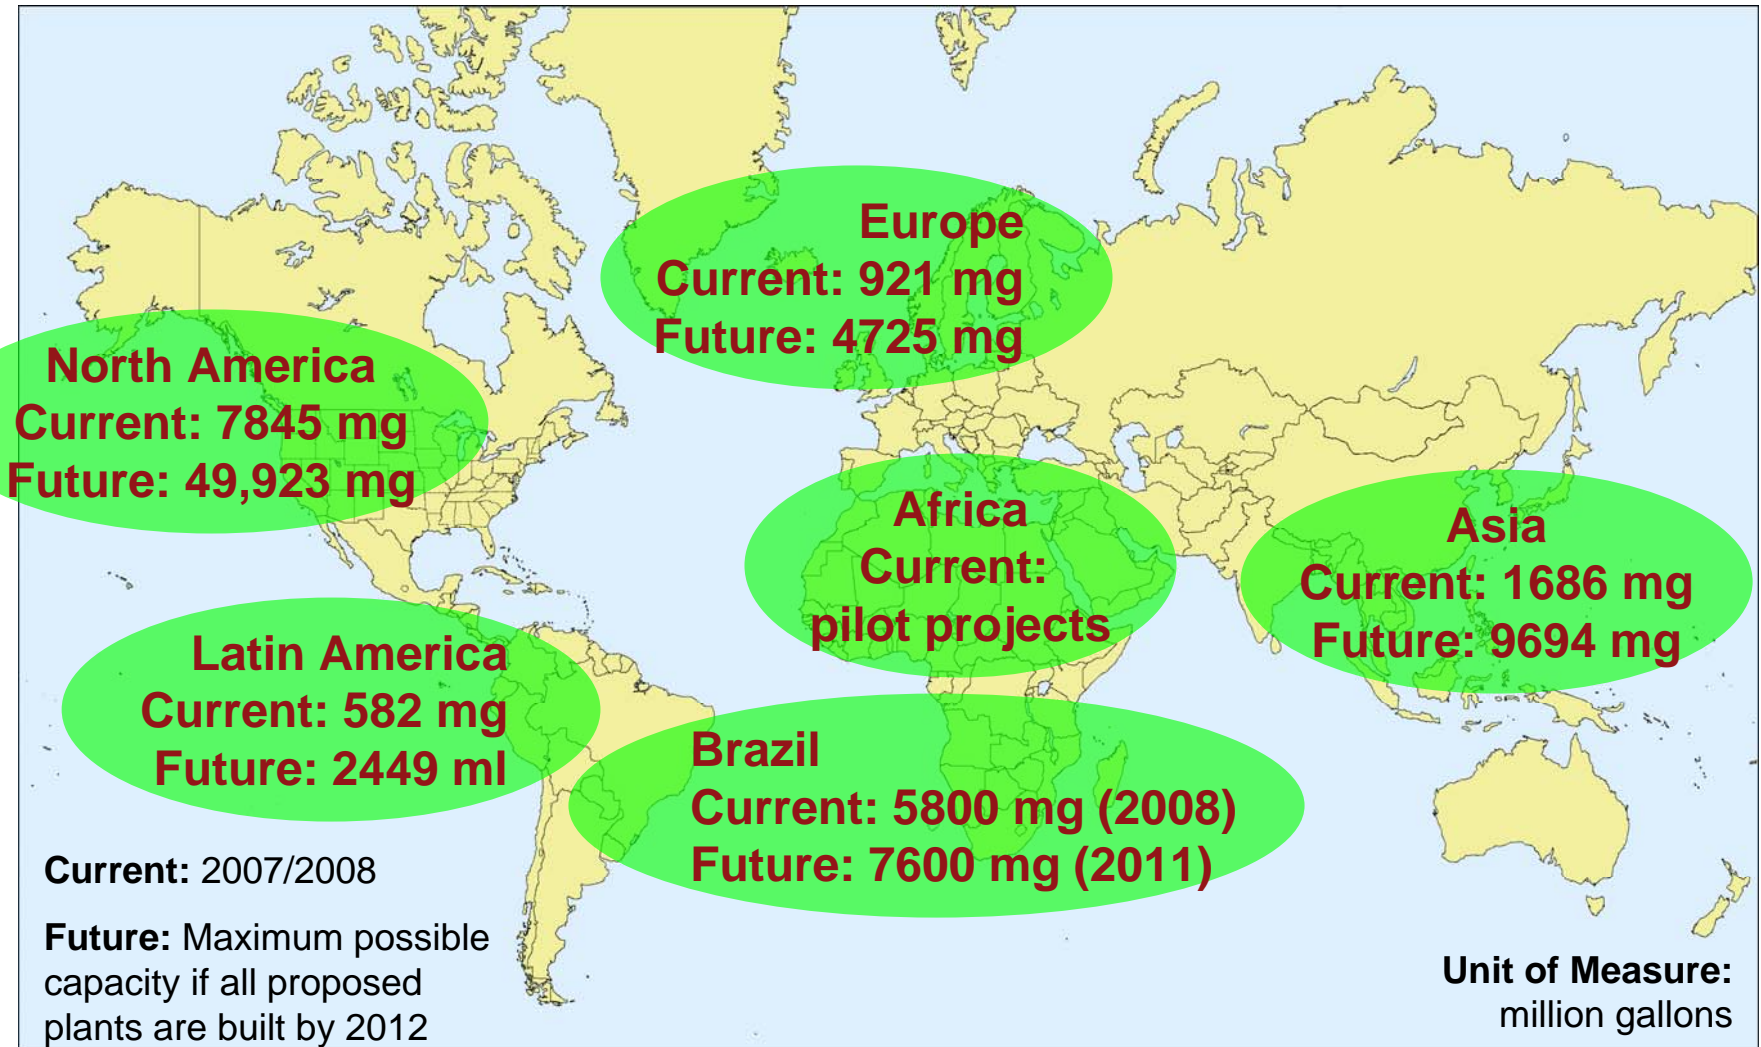 Europe
Current: 921 mg
Future: 4725 mg
North America
Current: 7845 mg
Future: 49,923 mg
Africa
Current:
pilot projects
Asia
Current: 1686 mg
Future: 9694 mg
Latin America
Current: 582 mg
Future: 2449 ml
Brazil
Current: 5800 mg (2008)
Future: 7600 mg (2011)
Current: 2007/2008
Future: Maximum possible
capacity if all proposed
plants are built by 2012
Unit of Measure:
million gallons